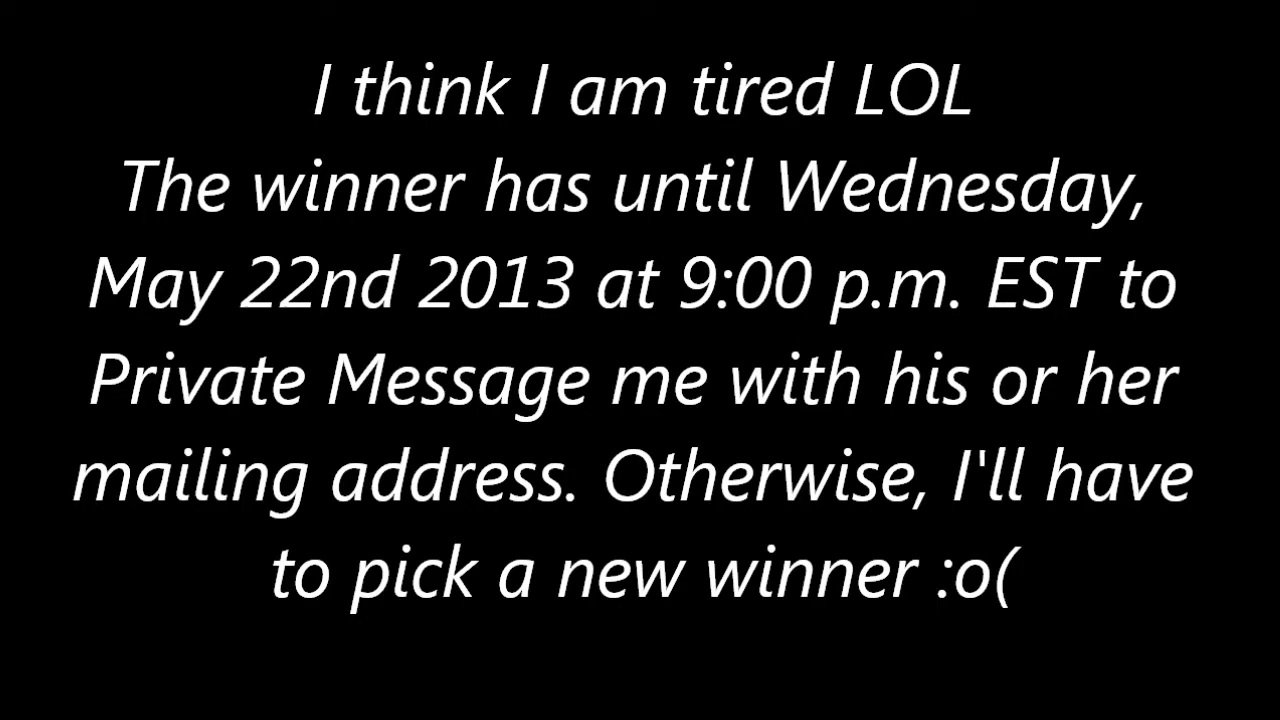 I think I am tired LOL
The winner has until Wednesday,
May 22nd 2013 at 9:00 p.m. EST to
Private Message me with his or her
mailing address. Otherwise, I'll have
to pick a new winner :o(